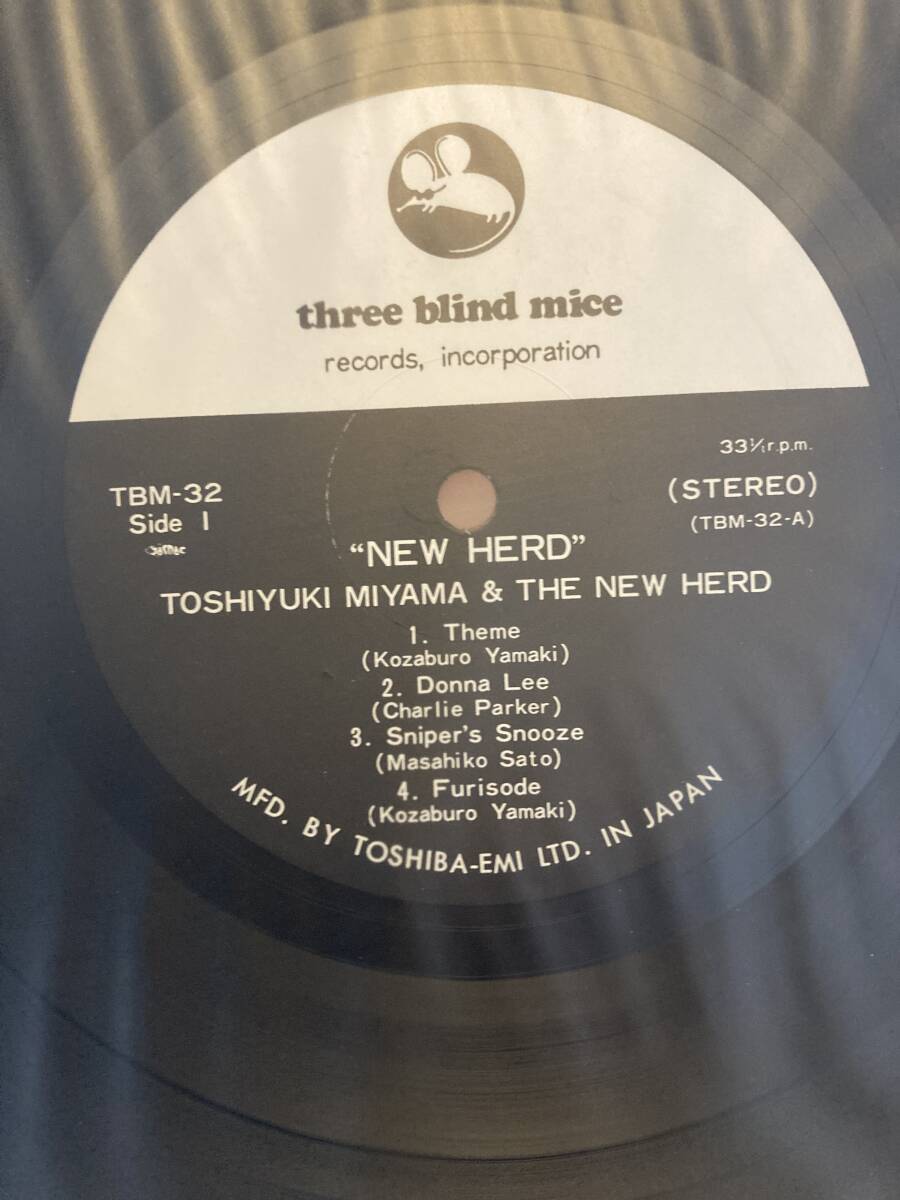 three blind mice
records, incorporation
33⅓ r.p.m.
TBM-32
(STEREO)
Side I
(TBM-32-A)
“NEW HERD”
TOSHIYUKI MIYAMA & THE NEW HERD
1. Theme
(Kozaburo Yamaki)
2. Donna Lee
(Charlie Parker)
3. Sniper's Snooze
(Masahiko Sato)
4. Furisode
(Kozaburo Yamaki)
MFD. BY TOSHIBA-EMI LTD. IN JAPAN